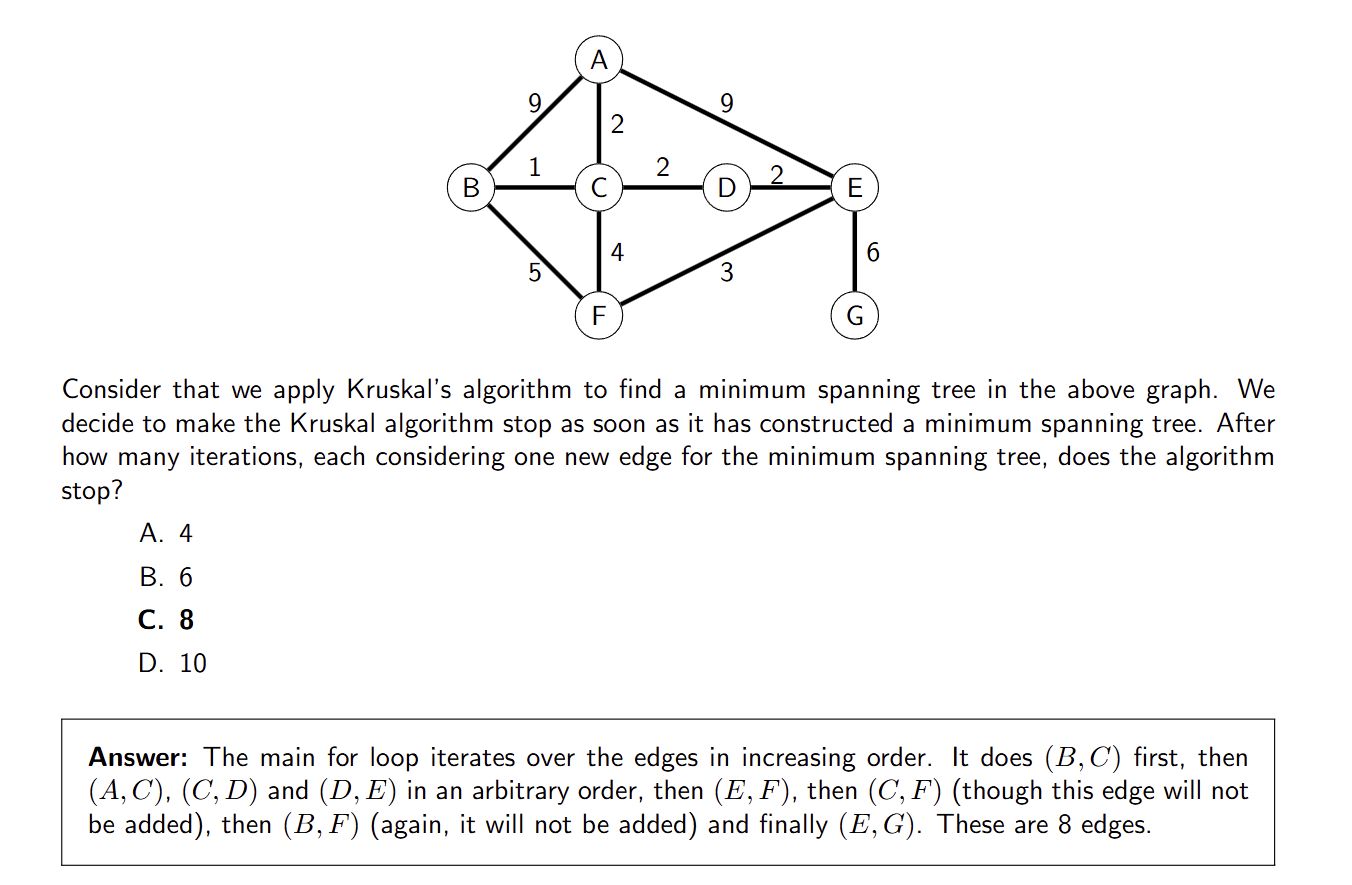 A
9
9
2
1
2
2
B
C
D
E
4
6
5
3
F
G
Consider that we apply Kruskal's algorithm to find a minimum spanning tree in the above graph. We
decide to make the Kruskal algorithm stop as soon as it has constructed a minimum spanning tree. After
how many iterations, each considering one new edge for the minimum spanning tree, does the algorithm
stop?
A. 4
B. 6
C. 8
D. 10
Answer: The main for loop iterates over the edges in increasing order. It does (B, C) first, then
(A, C), (C, D) and (D, E) in an arbitrary order, then (E, F), then (C, F) (though this edge will not
be added), then (B, F) (again, it will not be added) and finally (E, G). These are 8 edges.